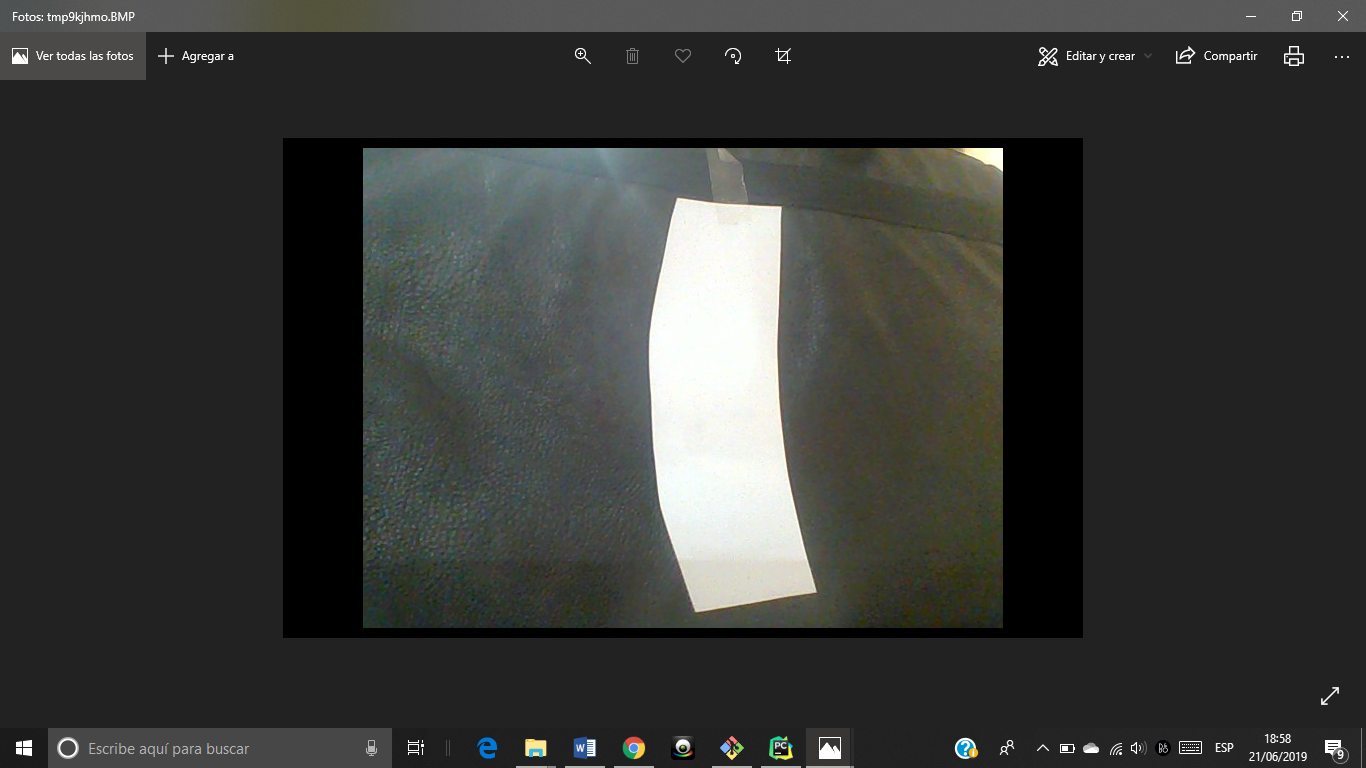 Fotos: tmp9kjhmo.BMP
Ver todas las fotos
Agregar a
Editar y crear
Compartir
Escribe aquí para buscar
W
PC
ESP
18:58
21/06/2019
9